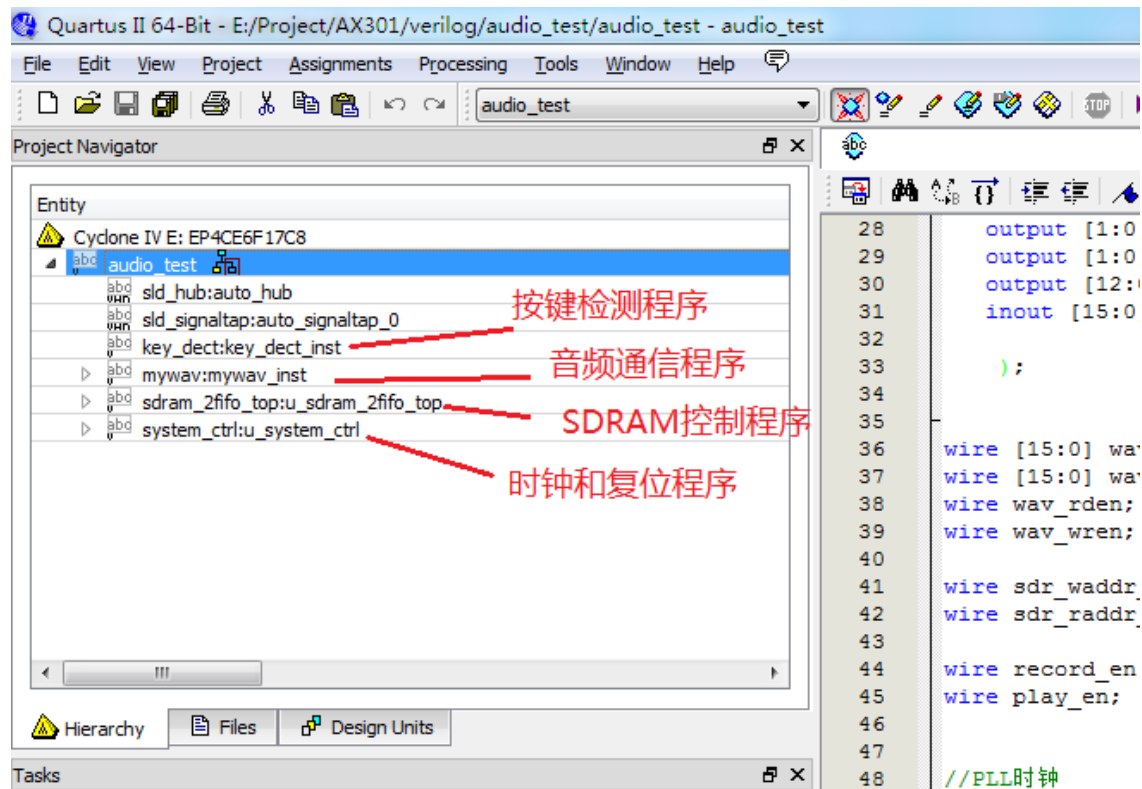 Quartus II 64-Bit - E:/Project/AX301/verilog/audio_test/audio_test - audio_test
File Edit View Project Assignments Processing Tools Window Help
audio_test
STOP
Project Navigator
abc
Entity
Cyclone IV E: EP4CE6F17C8
audio_test
sld_hub:auto_hub
sld_signaltap:auto_signaltap_0
key_dect:key_dect_inst
mywav:mywav_inst
sdram_2fifo_top:u_sdram_2fifo_top
system_ctrl:u_system_ctrl
按键检测程序
音频通信程序
SDRAM控制程序
时钟和复位程序
Hierarchy Files Design Units
Tasks
28 output [1:0
29 output [1:0
30 output [12:
31 inout [15:0
32
33 );
34
35
36 wire [15:0] wav
37 wire [15:0] wav
38 wire wav_rden;
39 wire wav_wren;
40
41 wire sdr_waddr_
42 wire sdr_raddr_
43
44 wire record_en
45 wire play_en;
46
47
48 //PLL时钟